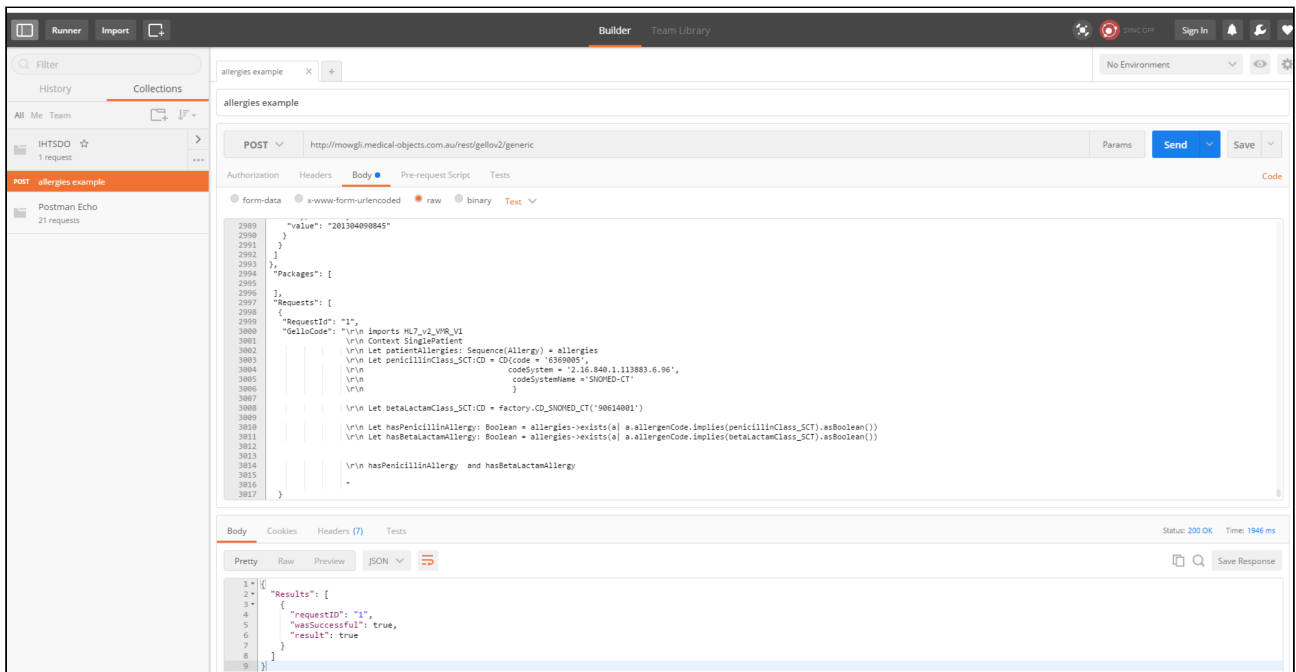 Runner Import Builder Team Library SYNC OFF Sign In
Filter
History Collections
All Me Team
IHTSDO
1 request
POST allergies example
Postman Echo
21 requests
allergies example
No Environment
allergies example
POST http://mowgli.medical-objects.com.au/rest/gellov2/generic Params Send Save
Authorization Headers Body Pre-request Script Tests Code
form-data x-www-form-urlencoded raw binary Text
2989 "value": "201304090845"
2990 }
2991 }
2992 ]
2993 },
2994 "Packages": [
2995
2996 ],
2997 "Requests": [
2998 {
2999 "RequestId": "1",
3000 "GelloCode": "\r\n imports HL7_v2_VMR_V1
3001 \r\n Context SinglePatient
3002 \r\n Let patientAllergies: Sequence(Allergy) = allergies
3003 \r\n Let penicillinClass_SCT:CD = CD{code = '6369005',
3004 \r\n codeSystem = '2.16.840.1.113883.6.96',
3005 \r\n codeSystemName ='SNOMED-CT'
3006 \r\n }
3007
3008 \r\n Let betaLactamClass_SCT:CD = factory.CD_SNOMED_CT('90614001')
3009
3010 \r\n Let hasPenicillinAllergy: Boolean = allergies->exists(a| a.allergenCode.implies(penicillinClass_SCT).asBoolean())
3011 \r\n Let hasBetaLactamAllergy: Boolean = allergies->exists(a| a.allergenCode.implies(betaLactamClass_SCT).asBoolean())
3012
3013
3014 \r\n hasPenicillinAllergy  and hasBetaLactamAllergy
3015
3016 "
3017 }
Body Cookies Headers (7) Tests Status: 200 OK Time: 1946 ms
Pretty Raw Preview JSON Save Response
1 {
2 "Results": [
3 {
4 "requestID": "1",
5 "wasSuccessful": true,
6 "result": true
7 }
8 ]
9 }